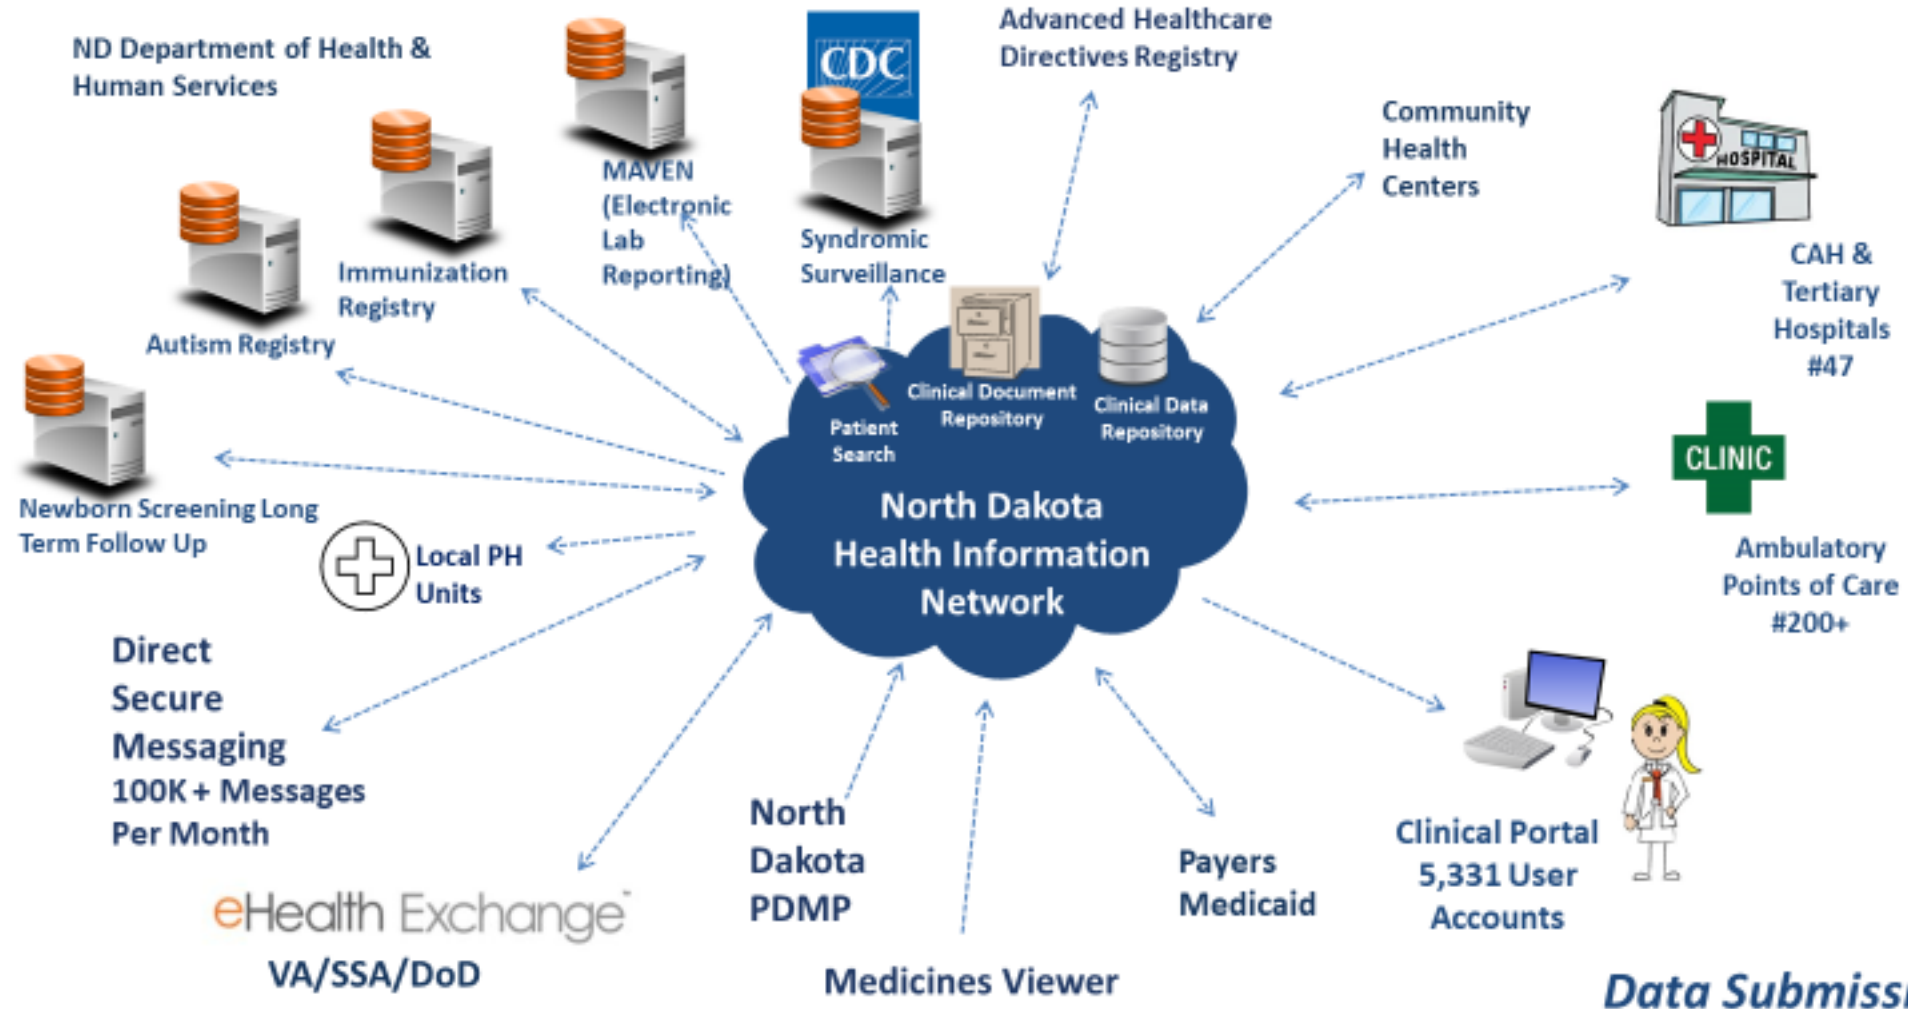 ND Department of Health &
Human Services
CDC
Advanced Healthcare
Directives Registry
Community
Health
Centers
HOSPITAL
CAH &
Tertiary
Hospitals
#47
MAVEN
(Electronic
Lab
Reporting)
Syndromic
Surveillance
Immunization
Registry
Autism Registry
Newborn Screening Long
Term Follow Up
Local PH
Units
Patient
Search
Clinical Document
Repository
Clinical Data
Repository
North Dakota
Health Information
Network
CLINIC
Ambulatory
Points of Care
#200+
Direct
Secure
Messaging
100K+ Messages
Per Month
eHealth Exchange™
VA/SSA/DoD
North
Dakota
PDMP
Medicines Viewer
Payers
Medicaid
Clinical Portal
5,331 User
Accounts
Data Submissi